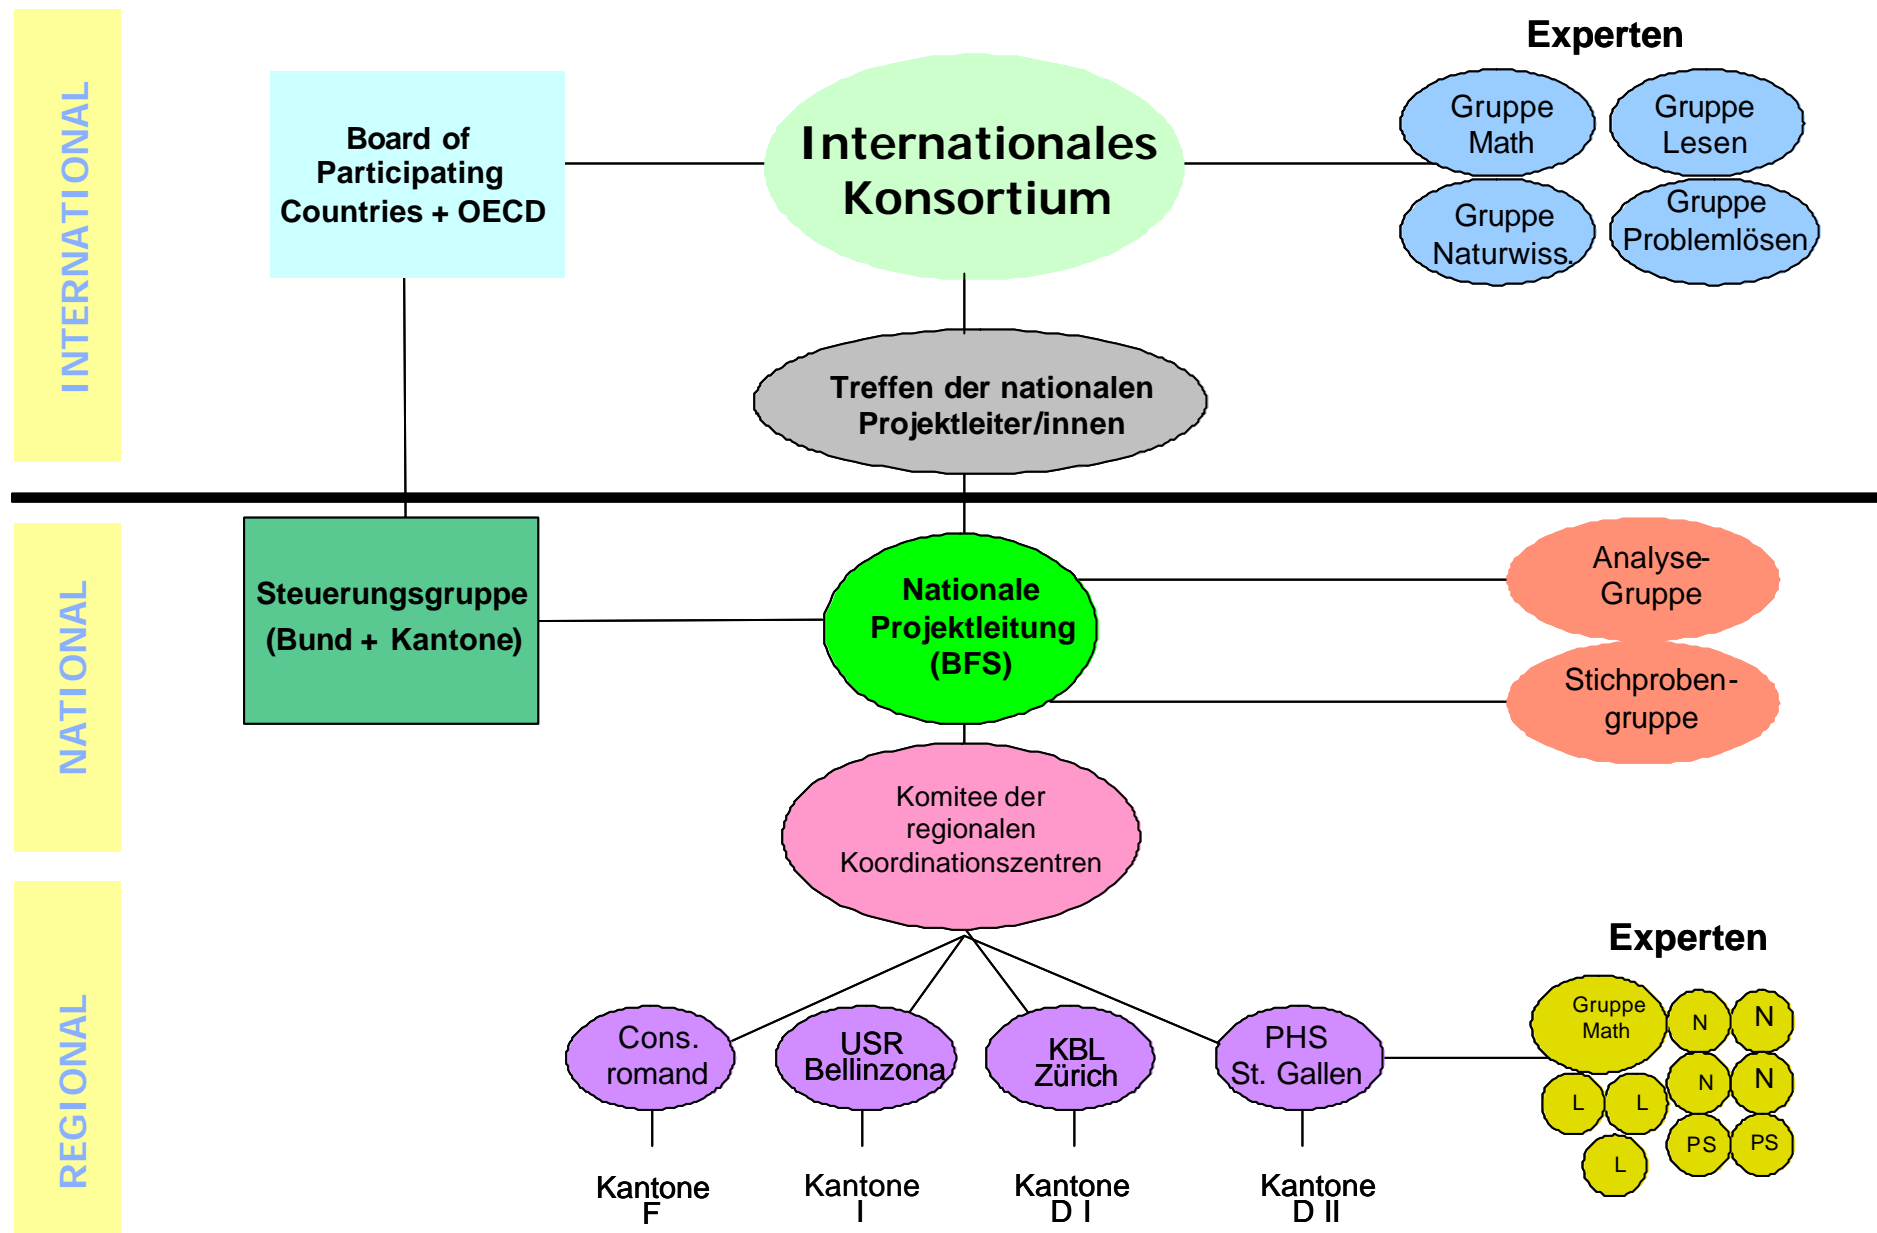 INTERNATIONAL
Board of
Participating
Countries + OECD
Internationales
Konsortium
Experten
Gruppe
Math
Gruppe
Lesen
Gruppe
Naturwiss.
Gruppe
Problemlösen
Treffen der nationalen
Projektleiter/innen
NATIONAL
Steuerungsgruppe
(Bund + Kantone)
Nationale
Projektleitung
(BFS)
Analyse-
Gruppe
Stichproben-
gruppe
Komitee der
regionalen
Koordinationszentren
REGIONAL
Cons.
romand
USR
Bellinzona
KBL
Zürich
PHS
St. Gallen
Kantone
F
Kantone
I
Kantone
D I
Kantone
D II
Experten
Gruppe
Math
N
N
N
N
L
L
L
PS
PS